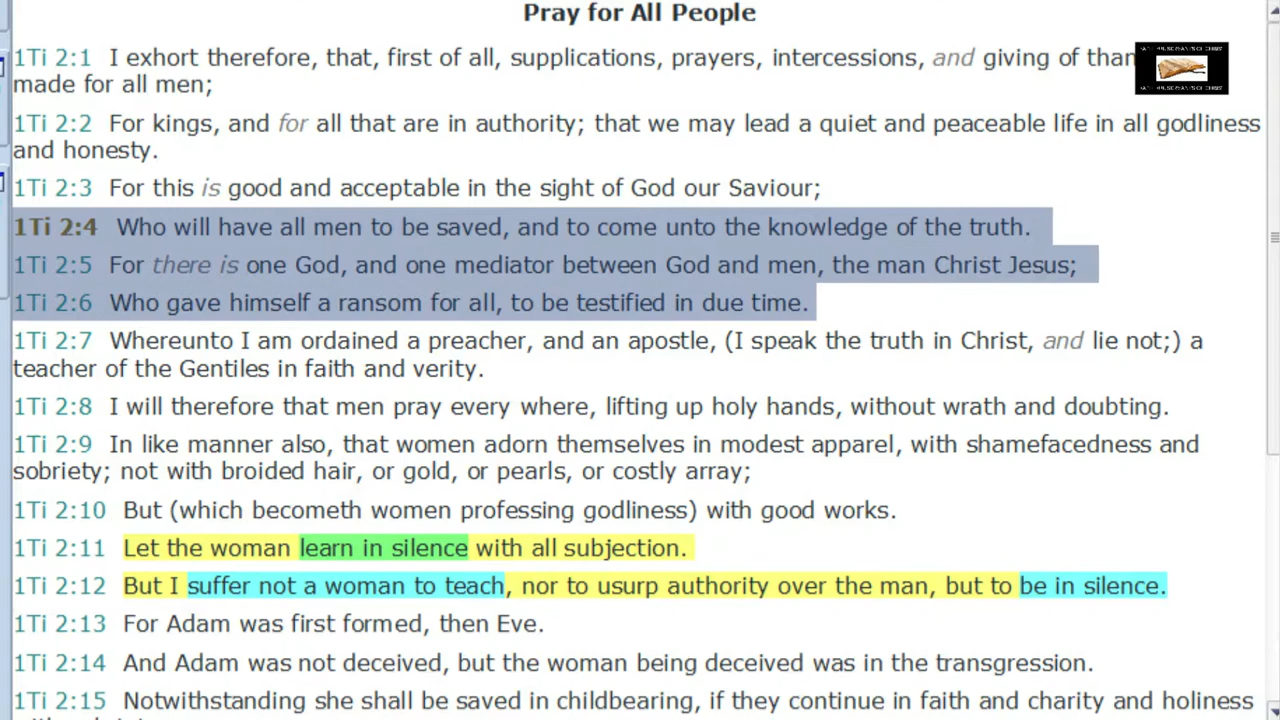 Pray for All People
1Ti 2:1 I exhort therefore, that, first of all, supplications, prayers, intercessions, and giving of
made for all men;
1Ti 2:2 For kings, and for all that are in authority; that we may lead a quiet and peaceable life in all godliness
and honesty.
1Ti 2:3 For this is good and acceptable in the sight of God our Saviour;
1Ti 2:4 Who will have all men to be saved, and to come unto the knowledge of the truth.
1Ti 2:5 For there is one God, and one mediator between God and men, the man Christ Jesus;
1Ti 2:6 Who gave himself a ransom for all, to be testified in due time.
1Ti 2:7 Whereunto I am ordained a preacher, and an apostle, (I speak the truth in Christ, and lie not;) a
teacher of the Gentiles in faith and verity.
1Ti 2:8 I will therefore that men pray every where, lifting up holy hands, without wrath and doubting.
1Ti 2:9 In like manner also, that women adorn themselves in modest apparel, with shamefacedness and
sobriety; not with broided hair, or gold, or pearls, or costly array;
1Ti 2:10 But (which becometh women professing godliness) with good works.
1Ti 2:11 Let the woman learn in silence with all subjection.
1Ti 2:12 But I suffer not a woman to teach, nor to usurp authority over the man, but to be in silence.
1Ti 2:13 For Adam was first formed, then Eve.
1Ti 2:14 And Adam was not deceived, but the woman being deceived was in the transgression.
1Ti 2:15 Notwithstanding she shall be saved in childbearing, if they continue in faith and charity and holiness